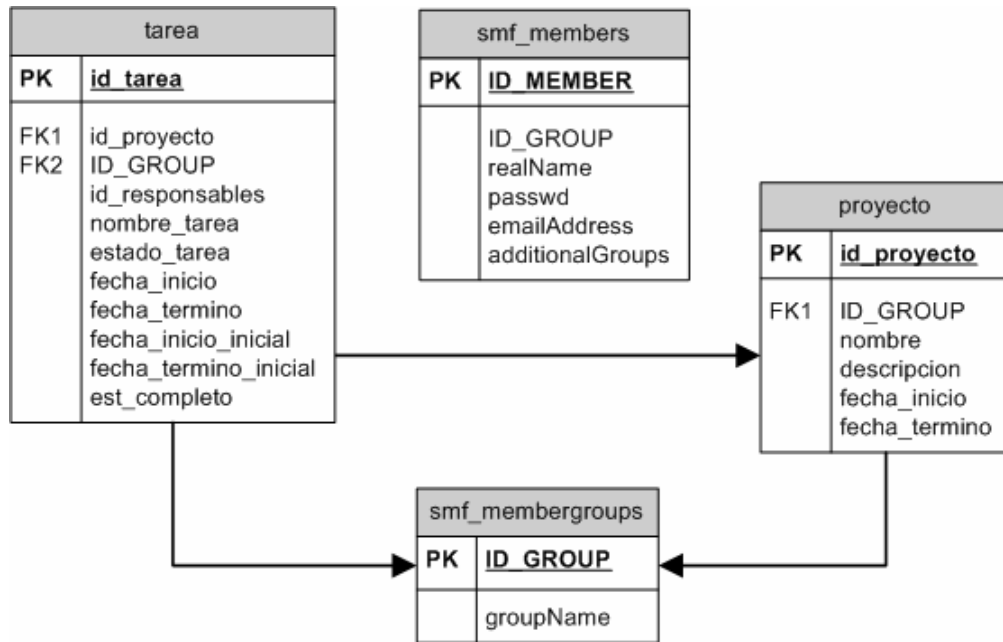 tarea
PK id_tarea
FK1 id_proyecto
FK2 ID_GROUP
id_responsables
nombre_tarea
estado_tarea
fecha_inicio
fecha_termino
fecha_inicio_inicial
fecha_termino_inicial
est_completo
smf_members
PK ID_MEMBER
ID_GROUP
realName
passwd
emailAddress
additionalGroups
proyecto
PK id_proyecto
FK1 ID_GROUP
nombre
descripcion
fecha_inicio
fecha_termino
smf_membergroups
PK ID_GROUP
groupName